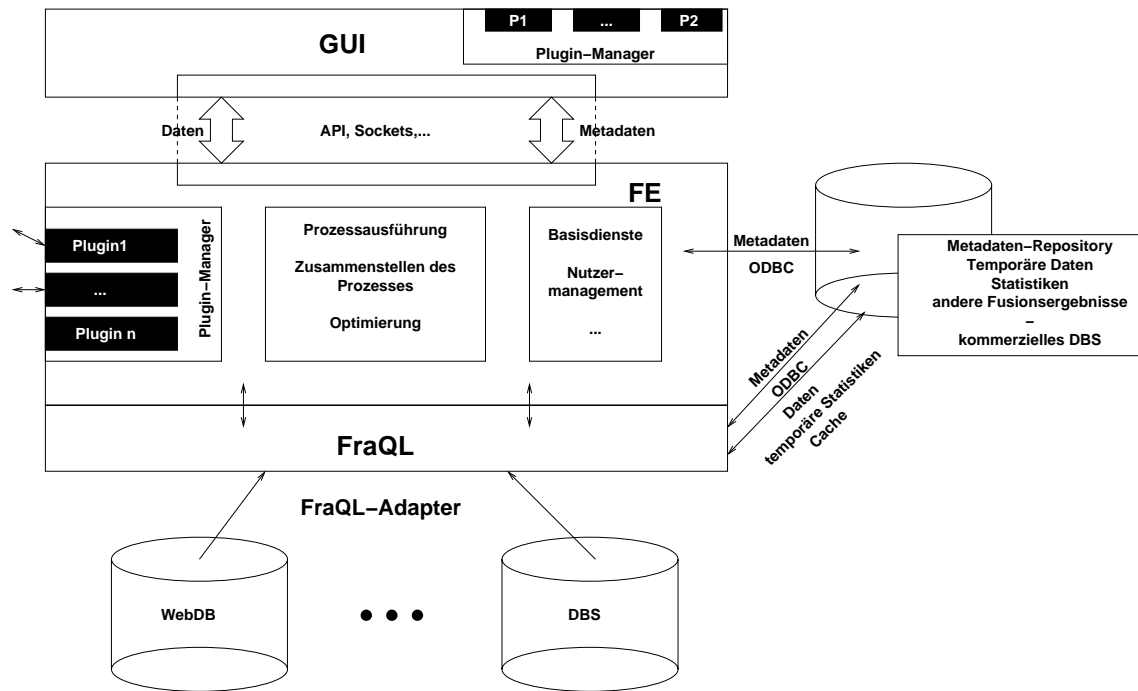 P1
...
P2
GUI
Plugin–Manager
Daten
API, Sockets,...
Metadaten
FE
Plugin1
...
Plugin n
Plugin–Manager
Prozessausführung
Zusammenstellen des
Prozesses
Optimierung
Basisdienste
Nutzer–
management
...
Metadaten
ODBC
Metadaten–Repository
Temporäre Daten
Statistiken
andere Fusionsergebnisse
–
kommerzielles DBS
Metadaten
ODBC
Daten
temporäre Statistiken
Cache
FraQL
FraQL–Adapter
WebDB
DBS